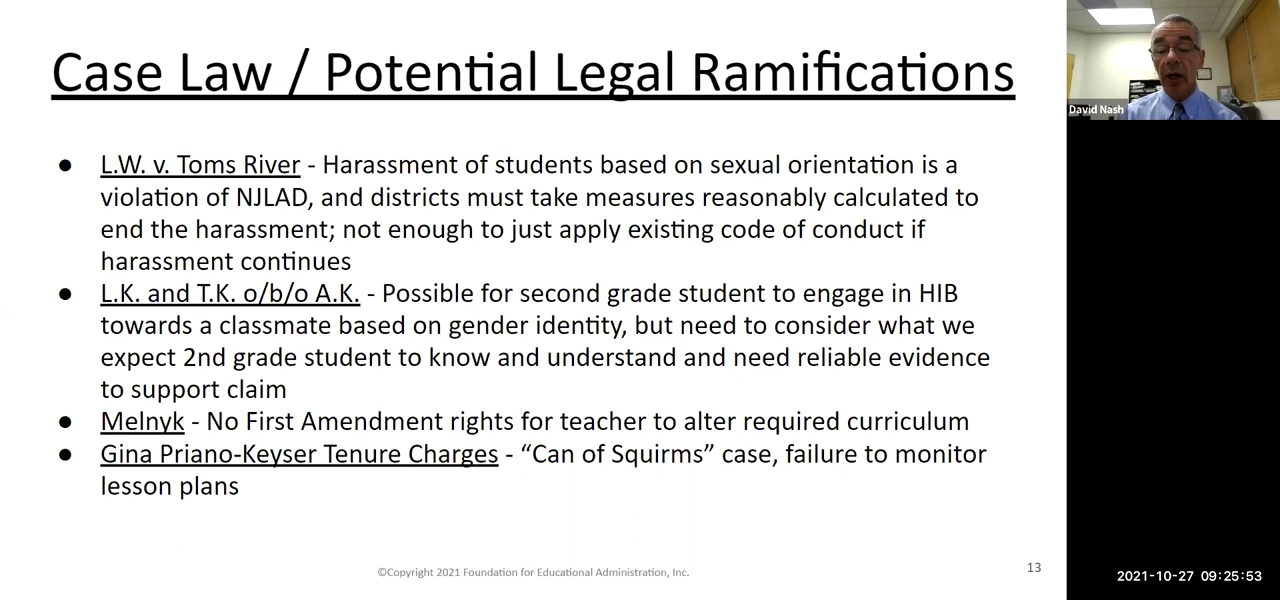 Case Law / Potential Legal Ramifications
David Nash
● L.W. v. Toms River - Harassment of students based on sexual orientation is a
violation of NJLAD, and districts must take measures reasonably calculated to
end the harassment; not enough to just apply existing code of conduct if
harassment continues
● L.K. and T.K. o/b/o A.K. - Possible for second grade student to engage in HIB
towards a classmate based on gender identity, but need to consider what we
expect 2nd grade student to know and understand and need reliable evidence
to support claim
● Melnyk - No First Amendment rights for teacher to alter required curriculum
● Gina Priano-Keyser Tenure Charges - “Can of Squirms” case, failure to monitor
lesson plans
©Copyright 2021 Foundation for Educational Administration, Inc.
13
2021-10-27 09:25:53